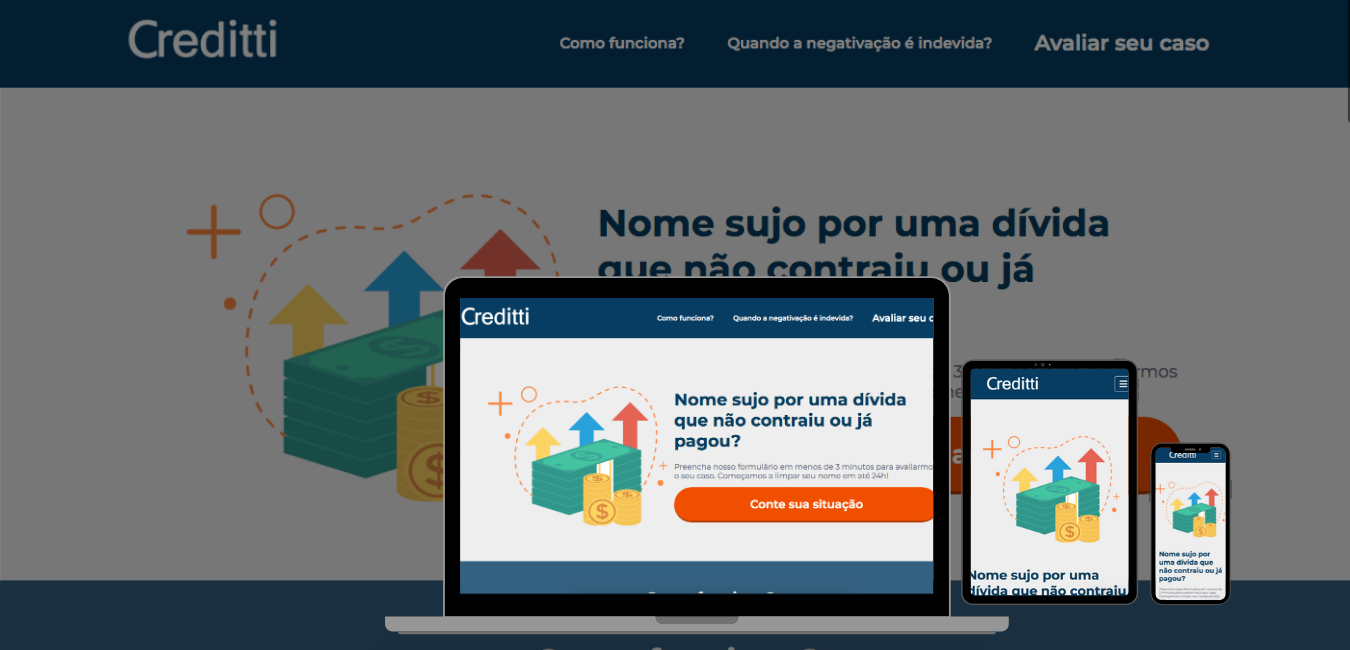 Creditti
Como funciona?
Quando a negativação é indevida?
Avaliar seu caso
Nome sujo por uma dívida
que não contraiu ou já
Creditti
Como funciona?
Quando a negativação é indevida?
Avaliar seu c
Nome sujo por uma dívida
que não contraiu ou já
pagou?
Preencha nosso formulário em menos de 3 minutos para avaliarmo
o seu caso. Começamos a limpar seu nome em até 24h!
Conte sua situação
Creditti
Nome sujo por uma
dívida que não contraiu
Creditti
Nome sujo por
uma dívida que
não contraiu ou já
pagou?